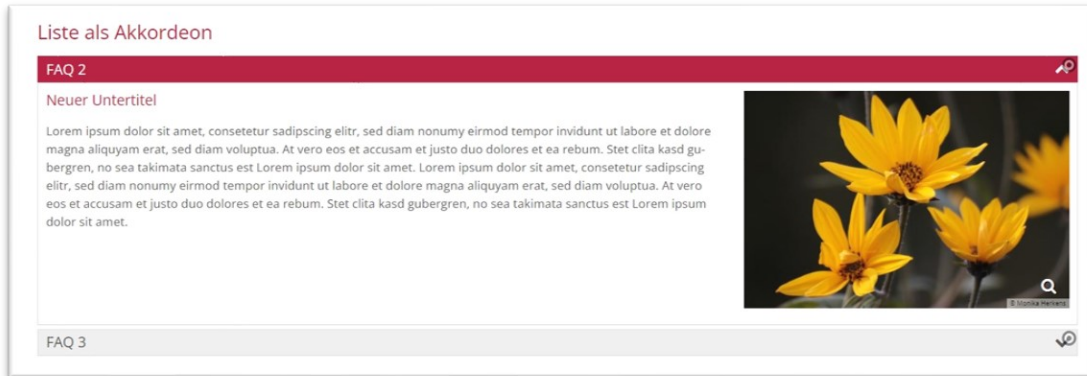 Liste als Akkordeon
FAQ 2
Neuer Untertitel
Lorem ipsum dolor sit amet, consetetur sadipscing elitr, sed diam nonumy eirmod tempor invidunt ut labore et dolore
magna aliquyam erat, sed diam voluptua. At vero eos et accusam et justo duo dolores et ea rebum. Stet clita kasd gu-
bergren, no sea takimata sanctus est Lorem ipsum dolor sit amet. Lorem ipsum dolor sit amet, consetetur sadipscing
elitr, sed diam nonumy eirmod tempor invidunt ut labore et dolore magna aliquyam erat, sed diam voluptua. At vero
eos et accusam et justo duo dolores et ea rebum. Stet clita kasd gubergren, no sea takimata sanctus est Lorem ipsum
dolor sit amet.
© Monika Herkens
FAQ 3